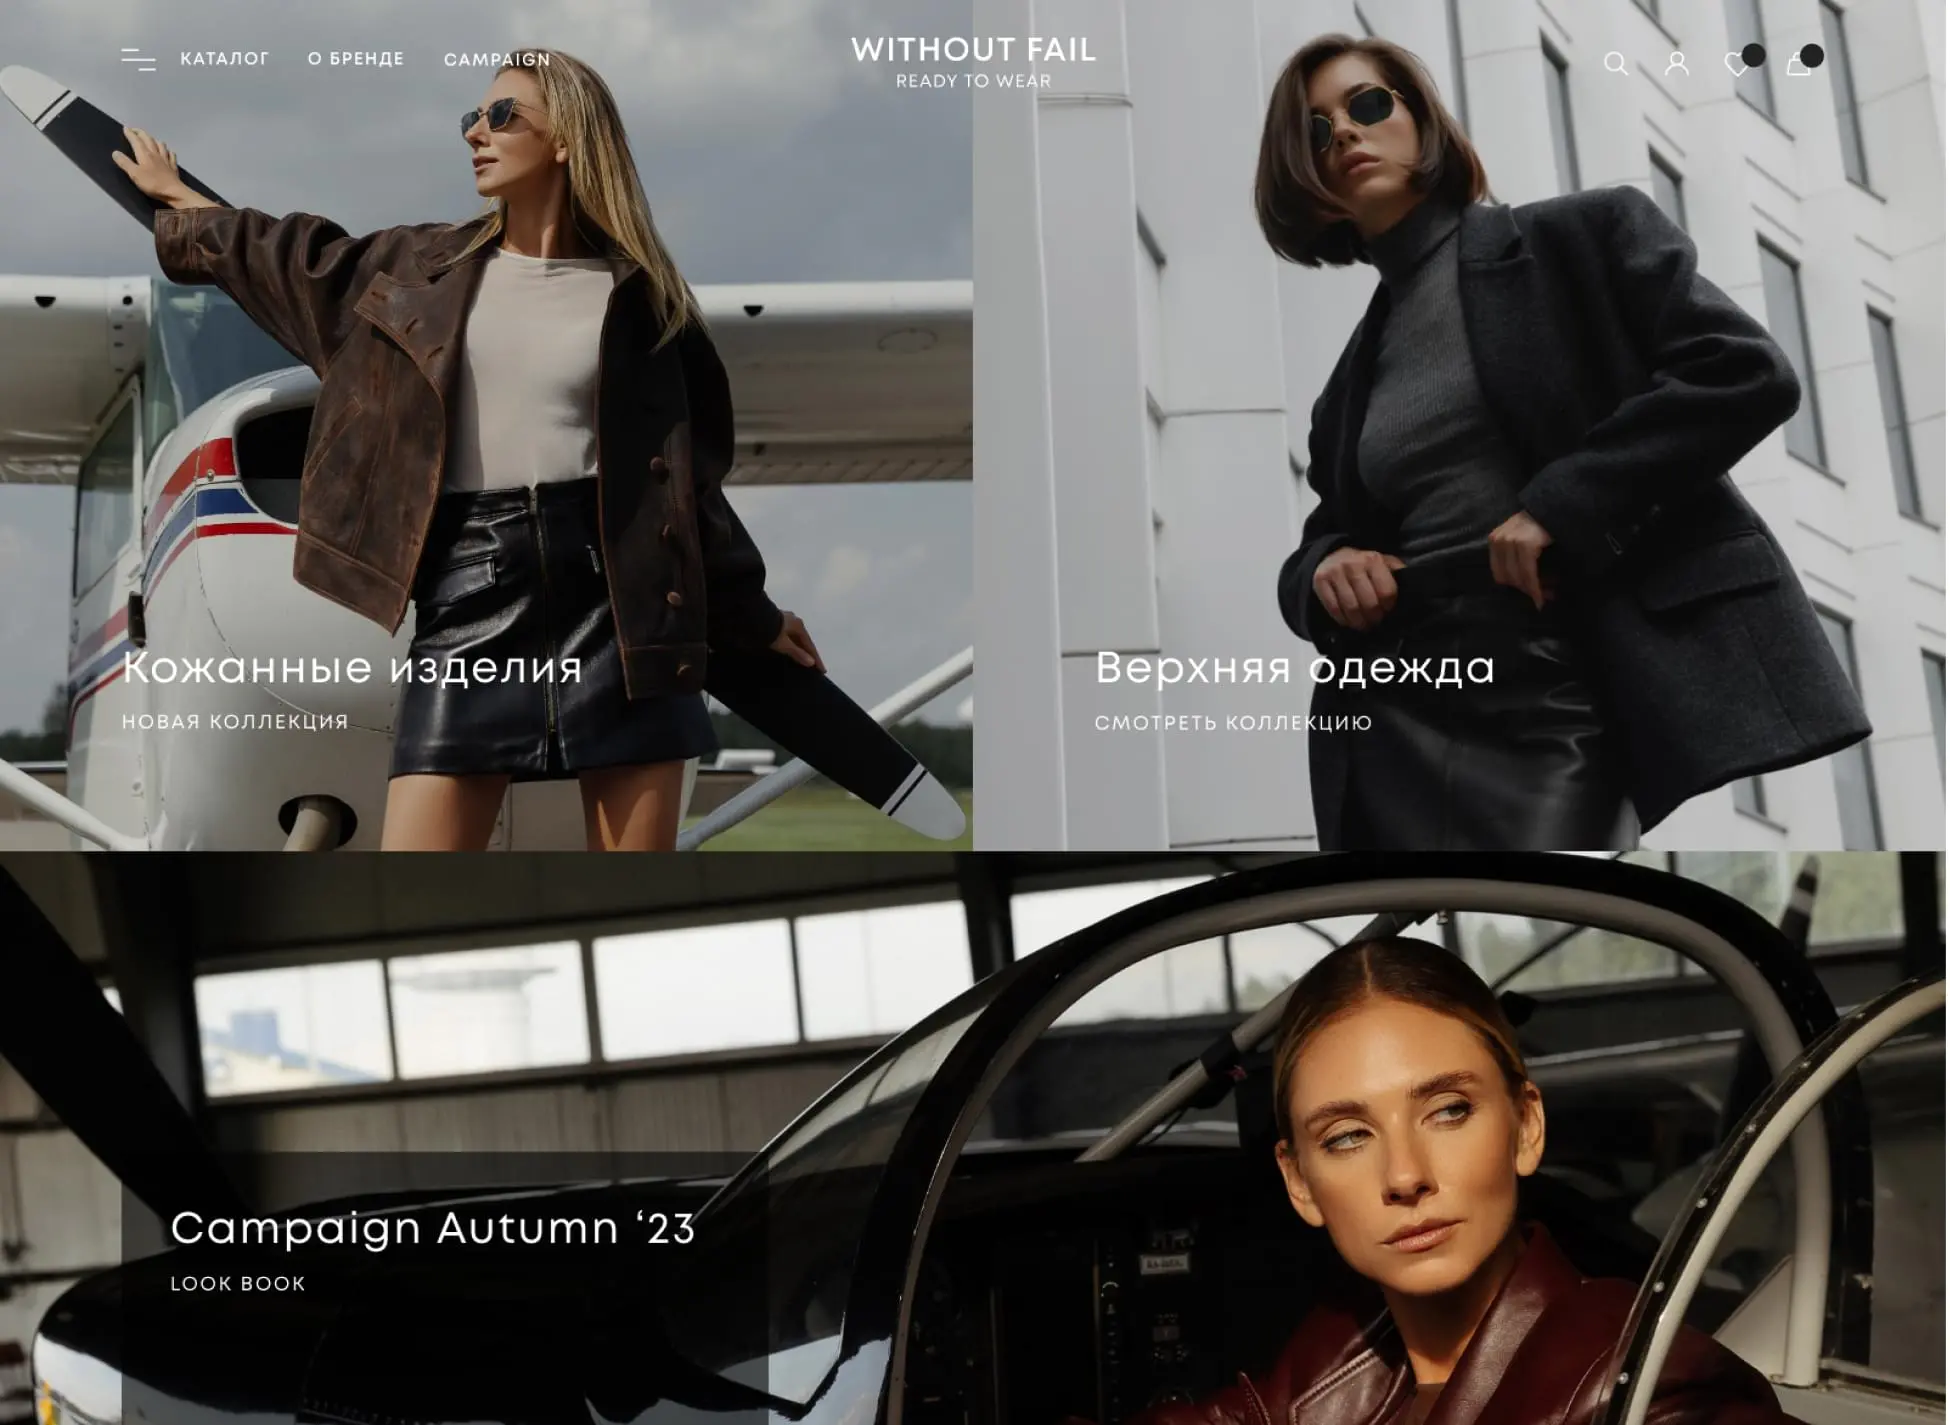 КАТАЛОГ
О БРЕНДЕ
CAMPAIGN
WITHOUT FAIL
READY TO WEAR
Кожанные изделия
НОВАЯ КОЛЛЕКЦИЯ
Верхняя одежда
СМОТРЕТЬ КОЛЛЕКЦИЮ
Campaign Autumn ‘23
LOOK BOOK